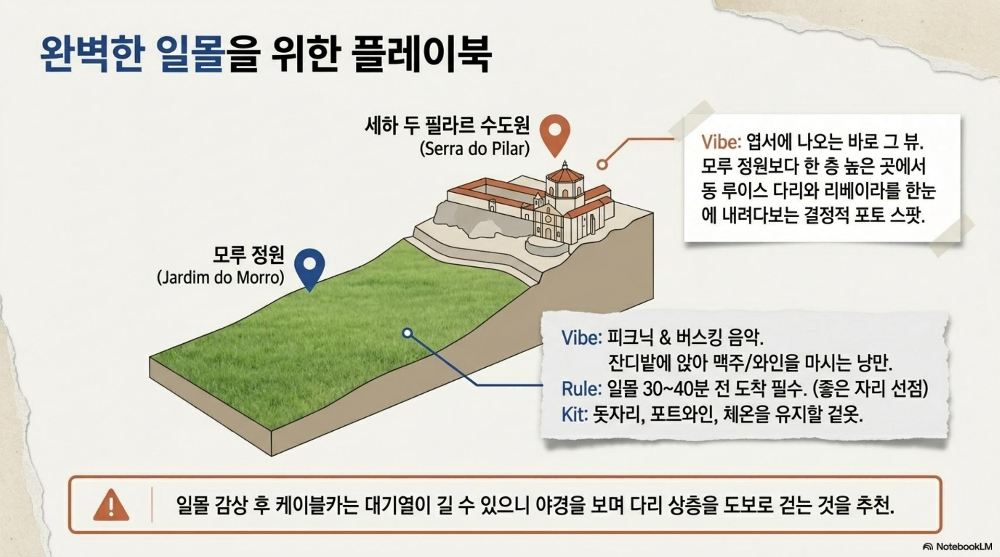 완벽한 일몰을 위한 플레이북
세하 두 필라르 수도원
(Serra do Pilar)
Vibe: 엽서에 나오는 바로 그 뷰.
모루 정원보다 한 층 높은 곳에서
동 루이스 다리와 리베이라를 한눈
에 내려다보는 결정적 포토 스팟.
모루 정원
(Jardim do Morro)
Vibe: 피크닉 & 버스킹 음악.
잔디밭에 앉아 맥주/와인을 마시는 낭만.
Rule: 일몰 30~40분 전 도착 필수. (좋은 자리 선점)
Kit: 돗자리, 포트와인, 체온을 유지할 겉옷.
일몰 감상 후 케이블카는 대기열이 길 수 있으니 야경을 보며 다리 상층을 도보로 걷는 것을 추천.
NotebookLM